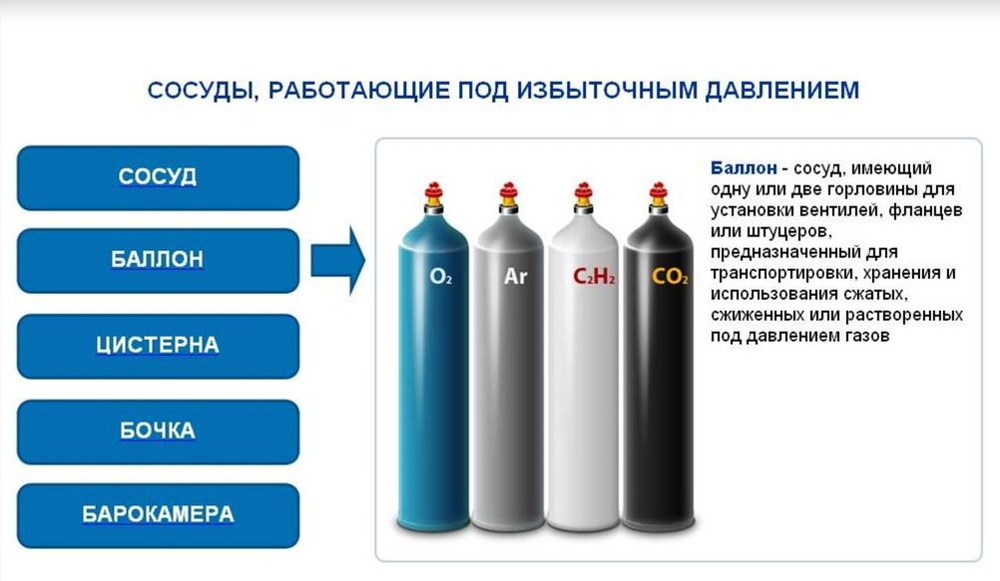 СОСУДЫ, РАБОТАЮЩИЕ ПОД ИЗБЫТОЧНЫМ ДАВЛЕНИЕМ
СОСУД
БАЛЛОН
ЦИСТЕРНА
БОЧКА
БАРОКАМЕРА
O₂
Ar
C₂H₂
CO₂
Баллон - сосуд, имеющий
одну или две горловины для
установки вентилей, фланцев
или штуцеров,
предназначенный для
транспортировки, хранения и
использования сжатых,
сжиженных или растворенных
под давлением газов